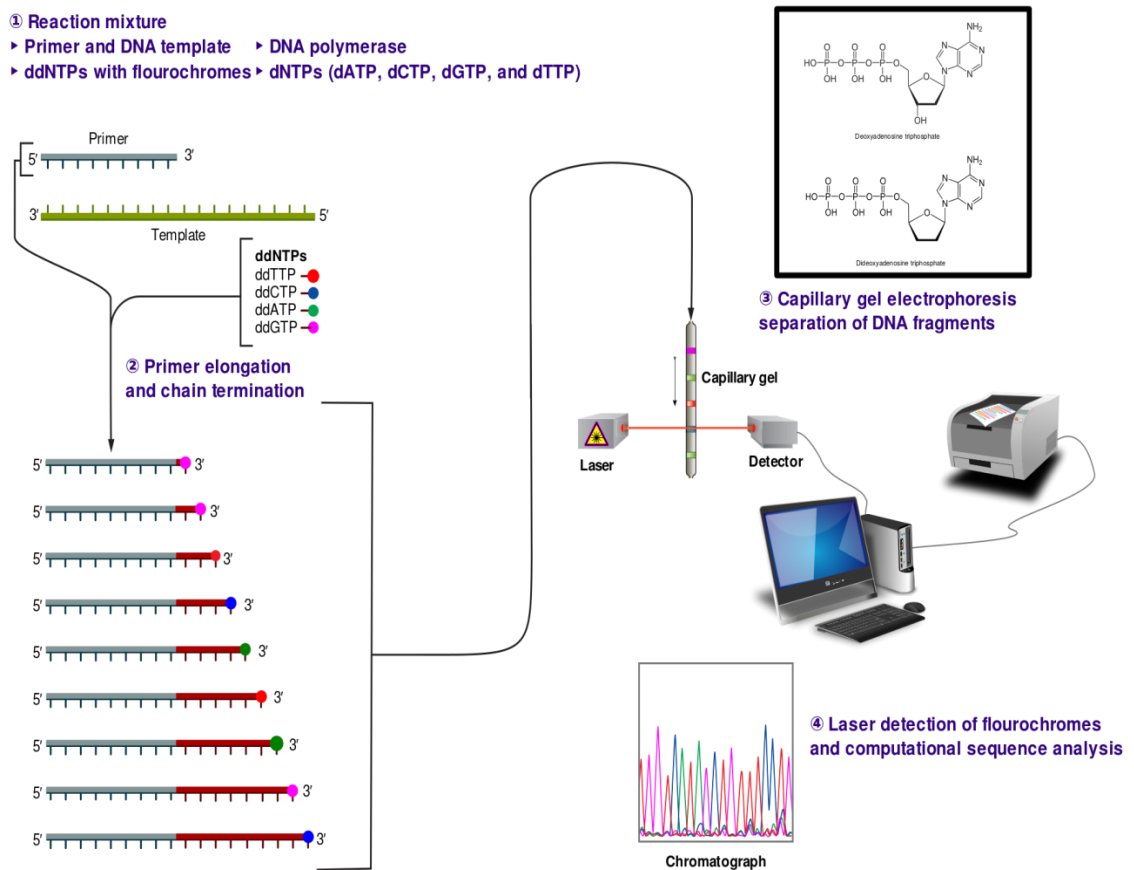 ① Reaction mixture
▸ Primer and DNA template ▸ DNA polymerase
▸ ddNTPs with flourochromes ▸ dNTPs (dATP, dCTP, dGTP, and dTTP)
Primer
5′ 3′
3′ 5′
Template
ddNTPs
ddTTP
ddCTP
ddATP
ddGTP
② Primer elongation
and chain termination
5′ 3′
5′ 3′
5′ 3′
5′ 3′
5′ 3′
5′ 3′
5′ 3′
5′ 3′
5′ 3′
NH₂
O O O
HO P O P O P O
OH OH OH
O
N N
N N
OH
Deoxyadenosine triphosphate
NH₂
O O O
HO P O P O P O
OH OH OH
O
N N
N N
Dideoxyadenosine triphosphate
③ Capillary gel electrophoresis
separation of DNA fragments
Capillary gel
Laser
Detector
④ Laser detection of flourochromes
and computational sequence analysis
Chromatograph